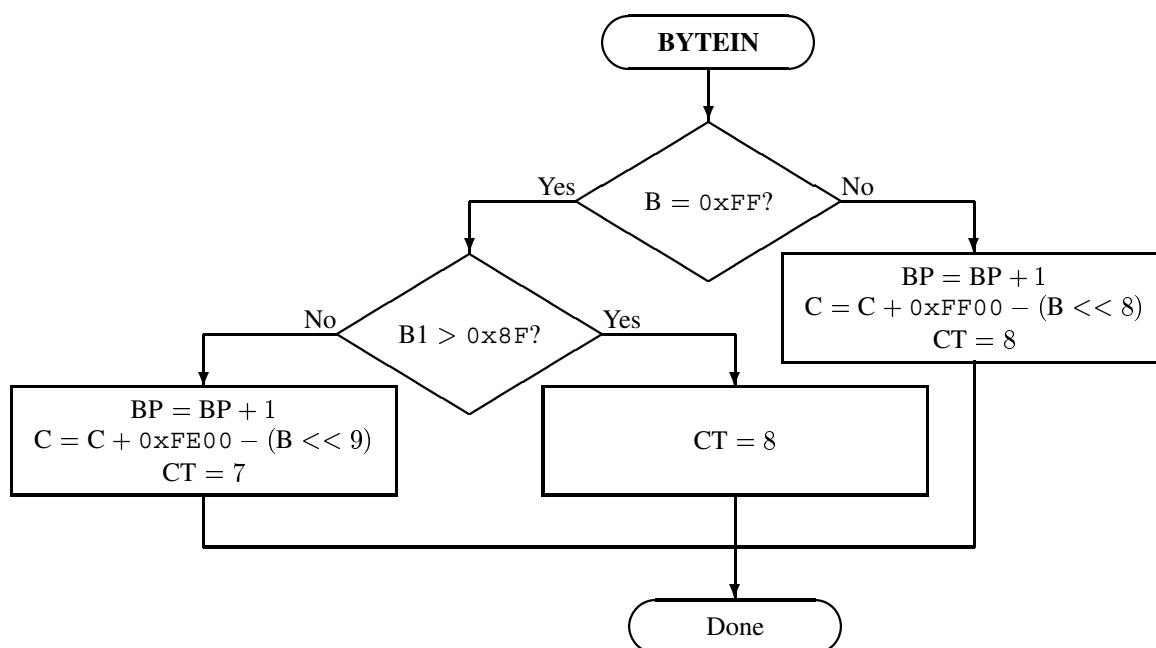 BYTEIN
B = 0xFF?
Yes
No
B1 > 0x8F?
No
Yes
BP = BP + 1
C = C + 0xFF00 − (B << 8)
CT = 8
BP = BP + 1
C = C + 0xFE00 − (B << 9)
CT = 7
CT = 8
Done